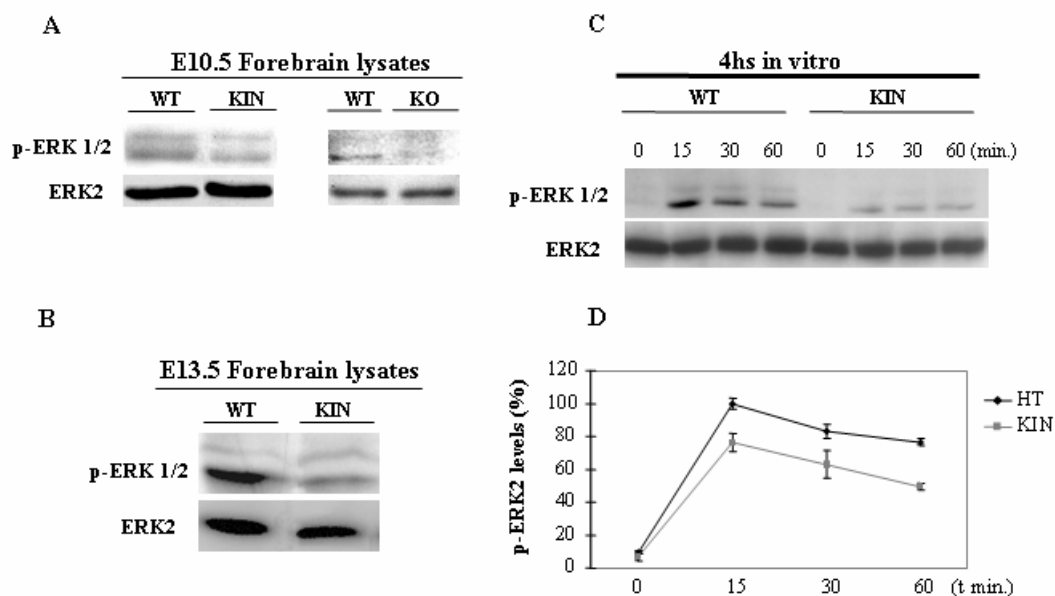 A
E10.5 Forebrain lysates
WT KIN WT KO
p-ERK 1/2
ERK2
B
E13.5 Forebrain lysates
WT KIN
p-ERK 1/2
ERK2
C
4hs in vitro
WT KIN
0 15 30 60 0 15 30 60 (min.)
p-ERK 1/2
ERK2
D
p-ERK2 levels (%)
120
100
80
60
40
20
0
0 15 30 60 (t min.)
HT
KIN